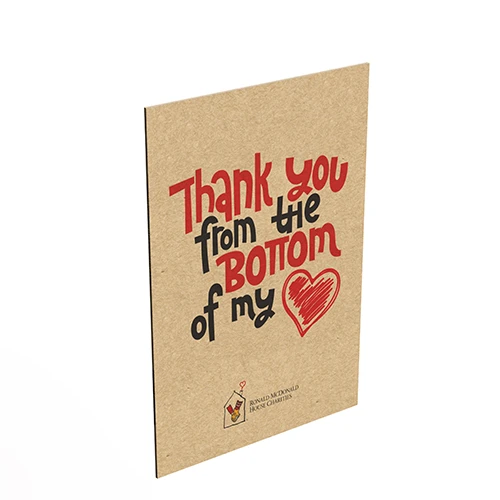 Thank you
from the
Bottom
of my
Ronald McDonald
House Charities